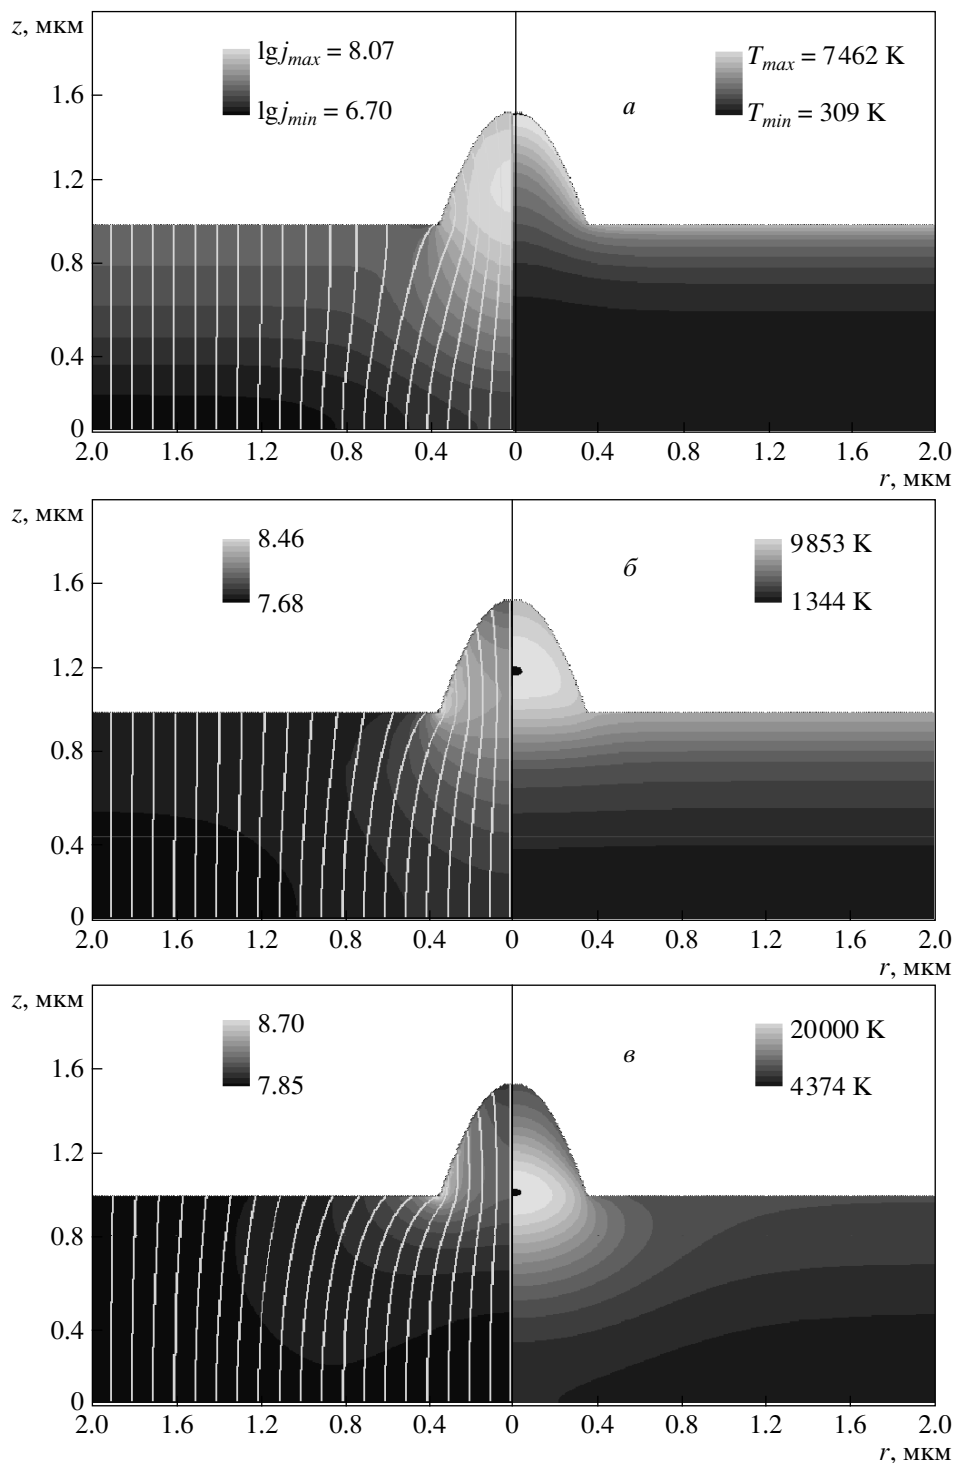 z, мкм
lgj_max = 8.07
T_max = 7462 K
1.6
lgj_min = 6.70
а
T_min = 309 K
1.2
0.8
0.4
0
2.0 1.6 1.2 0.8 0.4 0 0.4 0.8 1.2 1.6 2.0
r, мкм
z, мкм
8.46
9853 K
1.6
б
7.68
1344 K
1.2
0.8
0.4
0
2.0 1.6 1.2 0.8 0.4 0 0.4 0.8 1.2 1.6 2.0
r, мкм
z, мкм
8.70
20000 K
1.6
в
7.85
4374 K
1.2
0.8
0.4
0
2.0 1.6 1.2 0.8 0.4 0 0.4 0.8 1.2 1.6 2.0
r, мкм